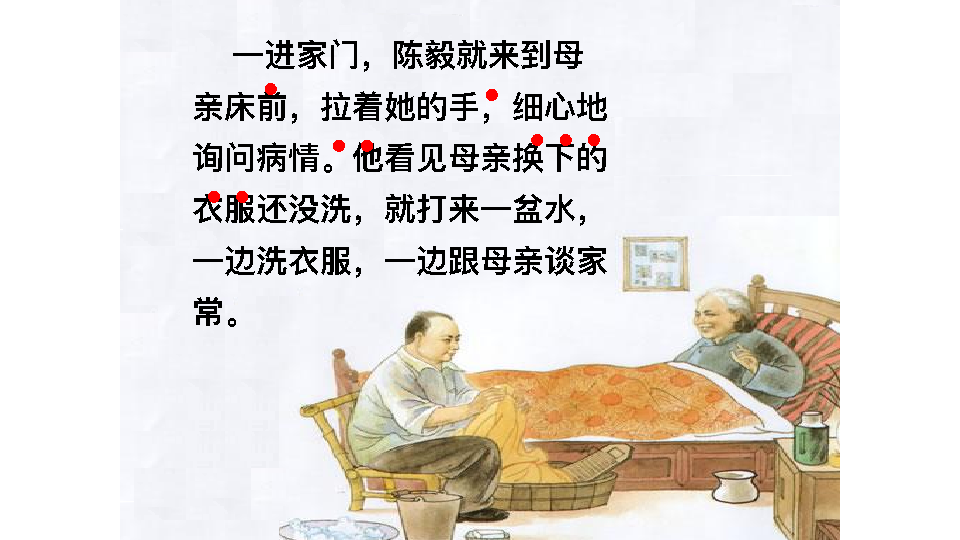 一进家门，陈毅就来到母
亲床前，拉着她的手，细心地
询问病情。他看见母亲换下的
衣服还没洗，就打来一盆水，
一边洗衣服，一边跟母亲谈家
常。